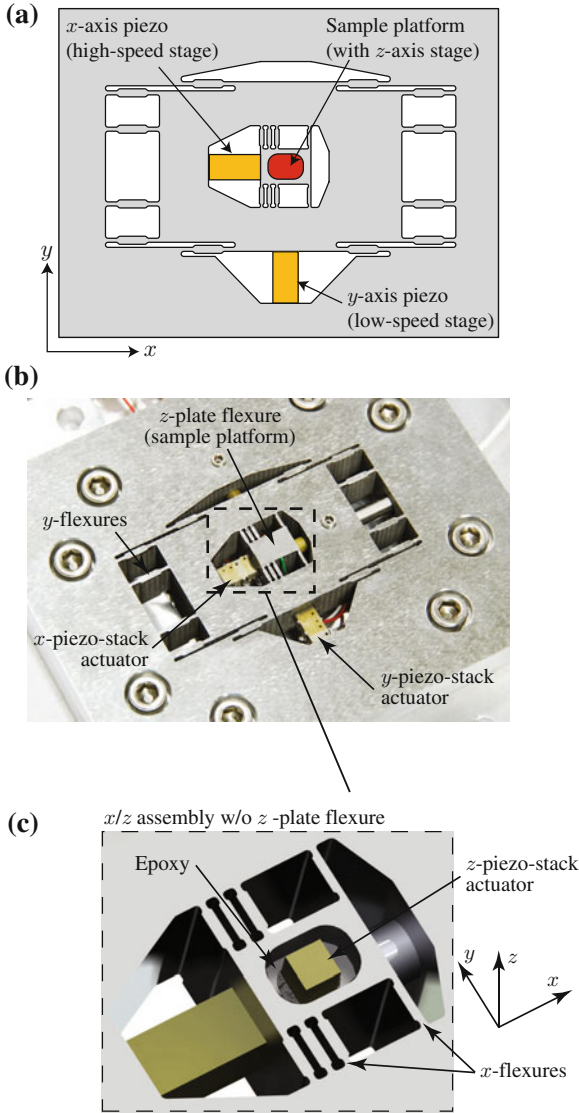 (a)
x-axis piezo
(high-speed stage)
Sample platform
(with z-axis stage)
y
x
y-axis piezo
(low-speed stage)
(b)
z-plate flexure
(sample platform)
y-flexures
x-piezo-stack
actuator
y-piezo-stack
actuator
(c)
x/z assembly w/o z -plate flexure
Epoxy
z-piezo-stack
actuator
y
z
x
x-flexures